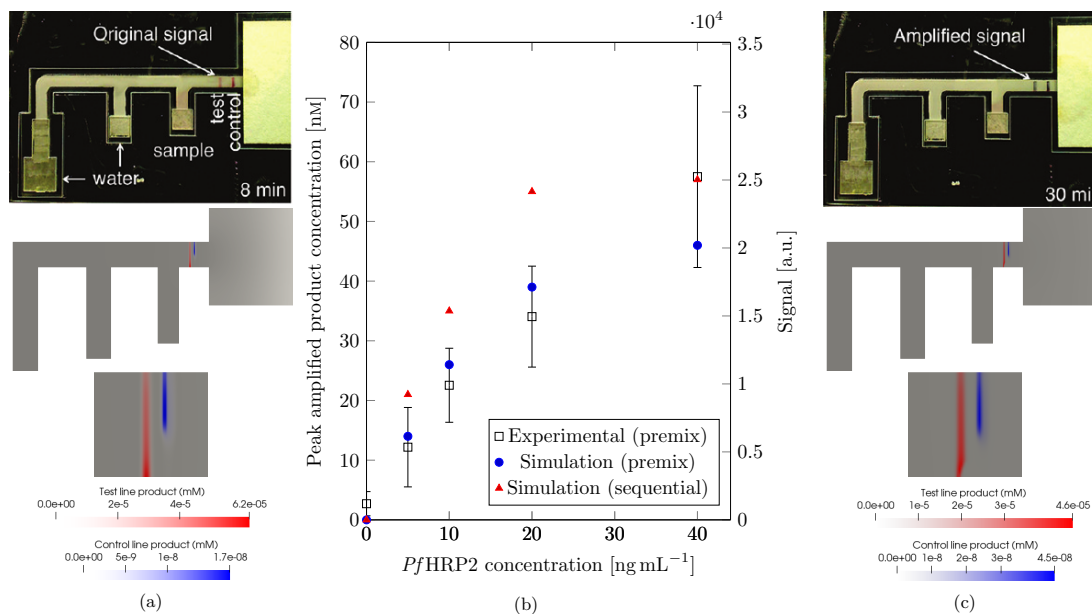 Original signal
test
control
sample
water
8 min
Test line product (mM)
0.0e+00 2e-5 4e-5 6.2e-05
Control line product (mM)
0.0e+00 5e-9 1e-8 1.7e-08
(a)
·10⁴
80
70
60
50
40
30
20
10
0
Peak amplified product concentration [nM]
3.5
3
2.5
2
1.5
1
0.5
0
Signal [a.u.]
Experimental (premix)
Simulation (premix)
Simulation (sequential)
0 10 20 30 40
PfHRP2 concentration [ng mL⁻¹]
(b)
Amplified signal
30 mi
Test line product (mM)
0.0e+00 1e-5 2e-5 3e-5 4.6e-05
Control line product (mM)
0.0e+00 1e-8 2e-8 3e-8 4.5e-08
(c)